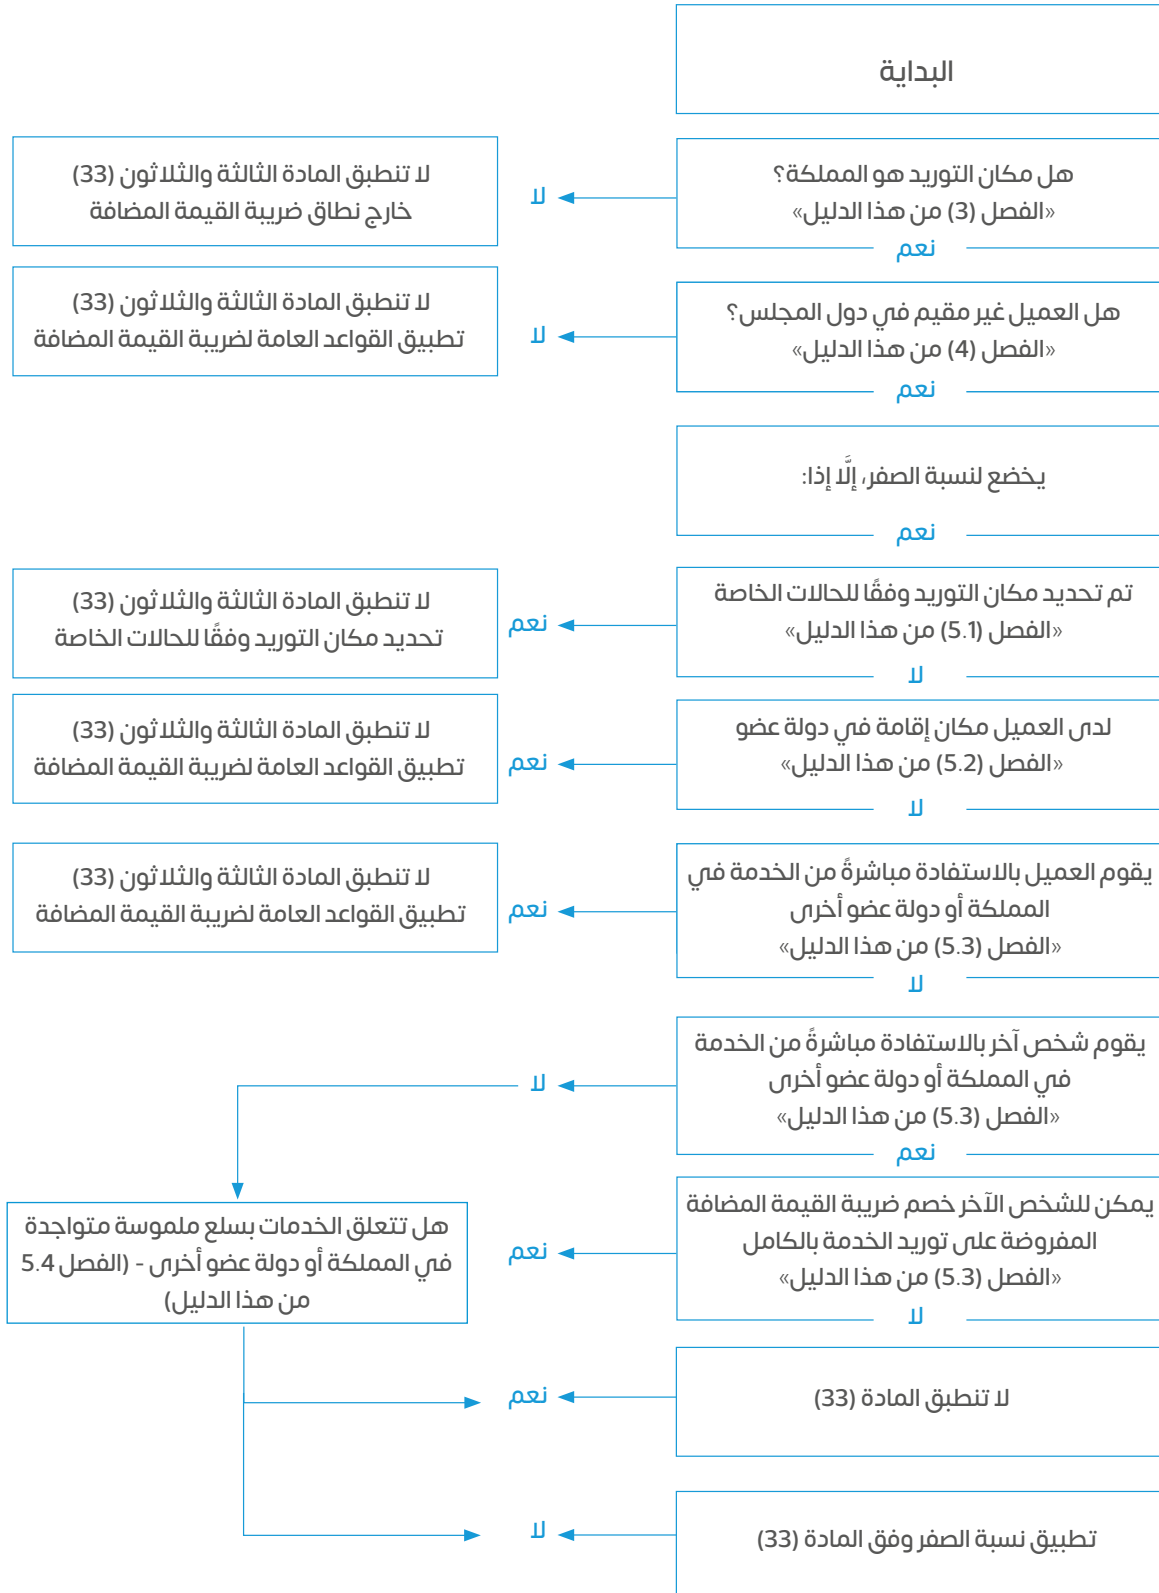 البداية
هل مكان التوريد هو المملكة؟
«الفصل (3) من هذا الدليل»
لا
لا تنطبق المادة الثالثة والثلاثون (33)
خارج نطاق ضريبة القيمة المضافة
نعم
هل العميل غير مقيم في دول المجلس؟
«الفصل (4) من هذا الدليل»
لا
لا تنطبق المادة الثالثة والثلاثون (33)
تطبيق القواعد العامة لضريبة القيمة المضافة
نعم
يخضع لنسبة الصفر، إلَّا إذا:
نعم
تم تحديد مكان التوريد وفقًا للحالات الخاصة
«الفصل (5.1) من هذا الدليل»
نعم
لا تنطبق المادة الثالثة والثلاثون (33)
تحديد مكان التوريد وفقًا للحالات الخاصة
لا
لدى العميل مكان إقامة في دولة عضو
«الفصل (5.2) من هذا الدليل»
نعم
لا تنطبق المادة الثالثة والثلاثون (33)
تطبيق القواعد العامة لضريبة القيمة المضافة
لا
يقوم العميل بالاستفادة مباشرةً من الخدمة في
المملكة أو دولة عضو أخرى
«الفصل (5.3) من هذا الدليل»
نعم
لا تنطبق المادة الثالثة والثلاثون (33)
تطبيق القواعد العامة لضريبة القيمة المضافة
لا
يقوم شخص آخر بالاستفادة مباشرةً من الخدمة
في المملكة أو دولة عضو أخرى
«الفصل (5.3) من هذا الدليل»
لا
نعم
يمكن للشخص الآخر خصم ضريبة القيمة المضافة
المفروضة على توريد الخدمة بالكامل
«الفصل (5.3) من هذا الدليل»
نعم
هل تتعلق الخدمات بسلع ملموسة متواجدة
في المملكة أو دولة عضو أخرى - (الفصل 5.4
من هذا الدليل)
لا
لا تنطبق المادة (33)
نعم
تطبيق نسبة الصفر وفق المادة (33)
لا